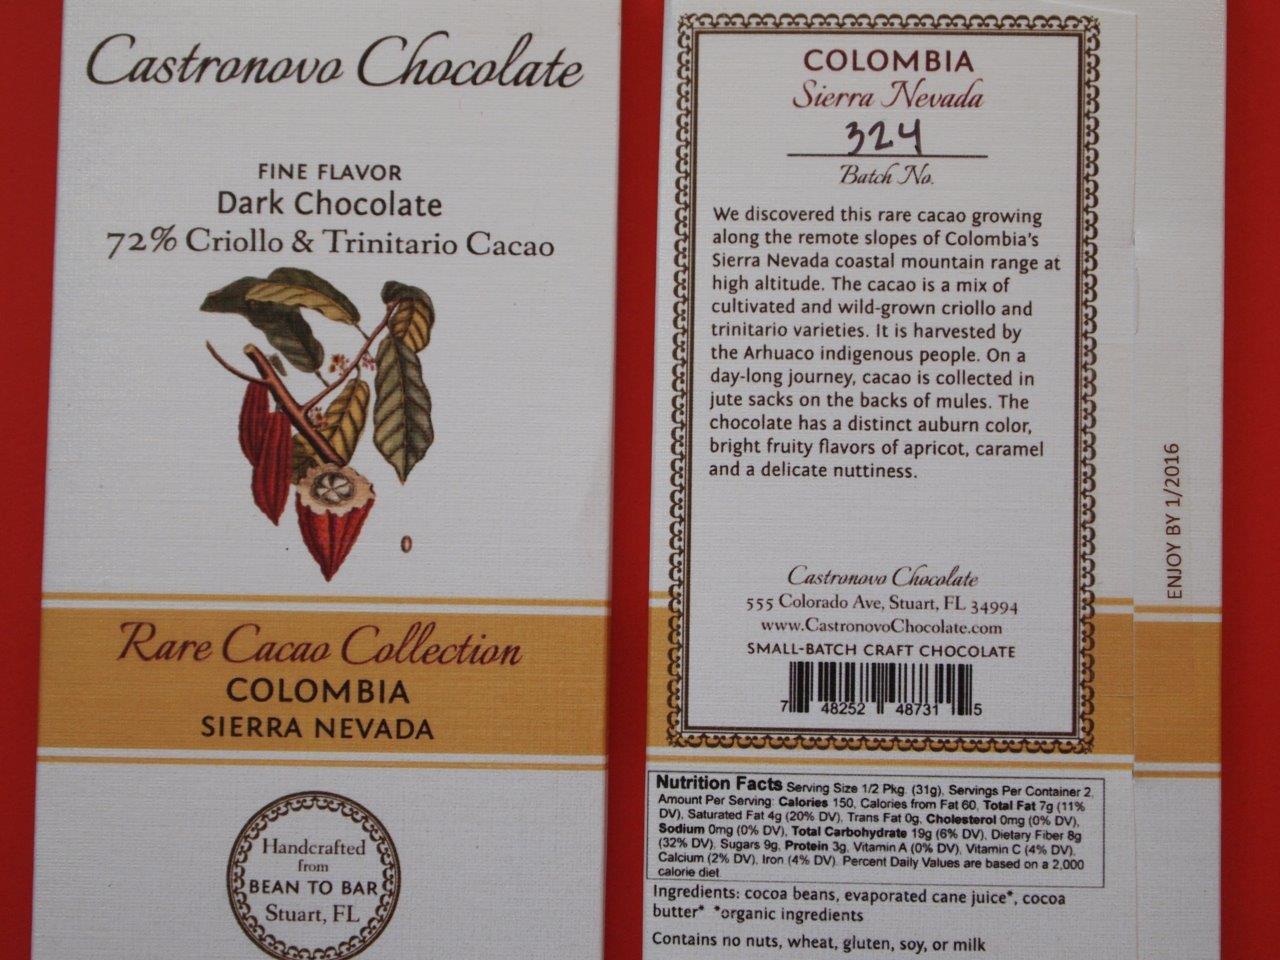 Castronovo Chocolate
FINE FLAVOR
Dark Chocolate
72% Criollo & Trinitario Cacao
Rare Cacao Collection
COLOMBIA
SIERRA NEVADA
Handcrafted
from
BEAN TO BAR
Stuart, FL
COLOMBIA
Sierra Nevada
324
Batch No.
We discovered this rare cacao growing
along the remote slopes of Colombia's
Sierra Nevada coastal mountain range at
high altitude. The cacao is a mix of
cultivated and wild-grown criollo and
trinitario varieties. It is harvested by
the Arhuaco indigenous people. On a
day-long journey, cacao is collected in
jute sacks on the backs of mules. The
chocolate has a distinct auburn color,
bright fruity flavors of apricot, caramel
and a delicate nuttiness.
Castronovo Chocolate
555 Colorado Ave, Stuart, FL 34994
www.CastronovoChocolate.com
SMALL-BATCH CRAFT CHOCOLATE
7 48252 48731 5
Nutrition Facts Serving Size 1/2 Pkg. (31g), Servings Per Container 2,
Amount Per Serving: Calories 150, Calories from Fat 60, Total Fat 7g (11%
DV), Saturated Fat 4g (20% DV), Trans Fat 0g, Cholesterol 0mg (0% DV),
Sodium 0mg (0% DV), Total Carbohydrate 19g (6% DV), Dietary Fiber 8g
(32% DV), Sugars 9g, Protein 3g, Vitamin A (0% DV), Vitamin C (4% DV),
Calcium (2% DV), Iron (4% DV). Percent Daily Values are based on a 2,000
calorie diet.
Ingredients: cocoa beans, evaporated cane juice*, cocoa
butter* *organic ingredients
Contains no nuts, wheat, gluten, soy, or milk
ENJOY BY 1/2016